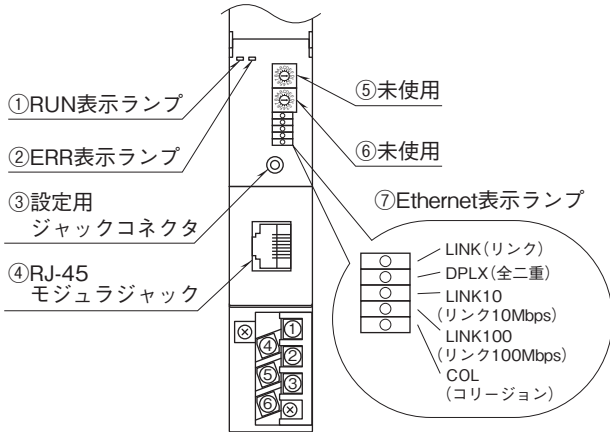 ①RUN表示ランプ
②ERR表示ランプ
③設定用
ジャックコネクタ
④RJ-45
モジュラジャック
⑤未使用
⑥未使用
⑦Ethernet表示ランプ
LINK(リンク)
DPLX(全二重)
LINK10
(リンク10Mbps)
LINK100
(リンク100Mbps)
COL
(コリージョン)
①
④
②
⑤
③
⑥